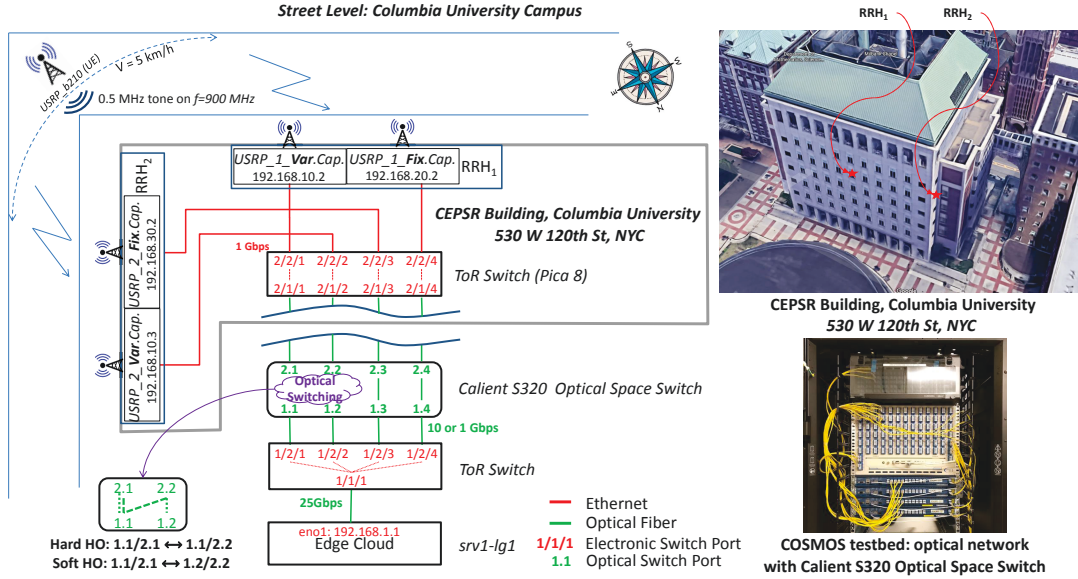 Street Level: Columbia University Campus
USRP_b210 (UE)
V = 5 km/h
0.5 MHz tone on f=900 MHz
S
W
E
N
USRP_1_Var.Cap.
192.168.10.2
USRP_1_Fix.Cap.
192.168.20.2
RRH1
RRH2
USRP_2_Fix.Cap.
192.168.30.2
USRP_2_Var.Cap.
192.168.10.3
CEPSR Building, Columbia University
530 W 120th St, NYC
1 Gbps
2/2/1 2/2/2 2/2/3 2/2/4
2/1/1 2/1/2 2/1/3 2/1/4
ToR Switch (Pica 8)
2.1 2.2 2.3 2.4
Optical
Switching
1.1 1.2 1.3 1.4
Calient S320 Optical Space Switch
10 or 1 Gbps
1/2/1 1/2/2 1/2/3 1/2/4
1/1/1
ToR Switch
25Gbps
eno1: 192.168.1.1
Edge Cloud
srv1-lg1
2.1 2.2
1.1 1.2
Hard HO: 1.1/2.1 ↔ 1.1/2.2
Soft HO: 1.1/2.1 ↔ 1.2/2.2
Ethernet
Optical Fiber
1/1/1 Electronic Switch Port
1.1 Optical Switch Port
RRH1
RRH2
CEPSR Building, Columbia University
530 W 120th St, NYC
COSMOS testbed: optical network
with Calient S320 Optical Space Switch